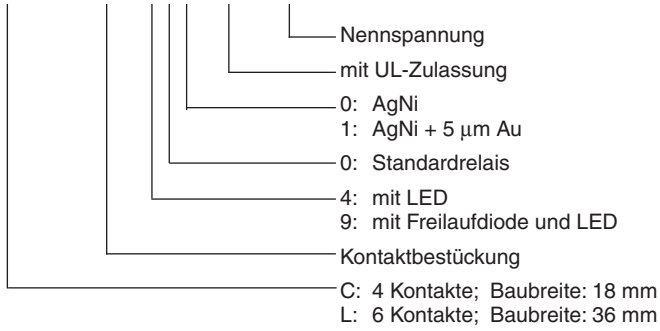 Nennspannung
mit UL-Zulassung
0: AgNi
1: AgNi + 5 µm Au
0: Standardrelais
4: mit LED
9: mit Freilaufdiode und LED
Kontaktbestückung
C: 4 Kontakte; Baubreite: 18 mm
L: 6 Kontakte; Baubreite: 36 mm